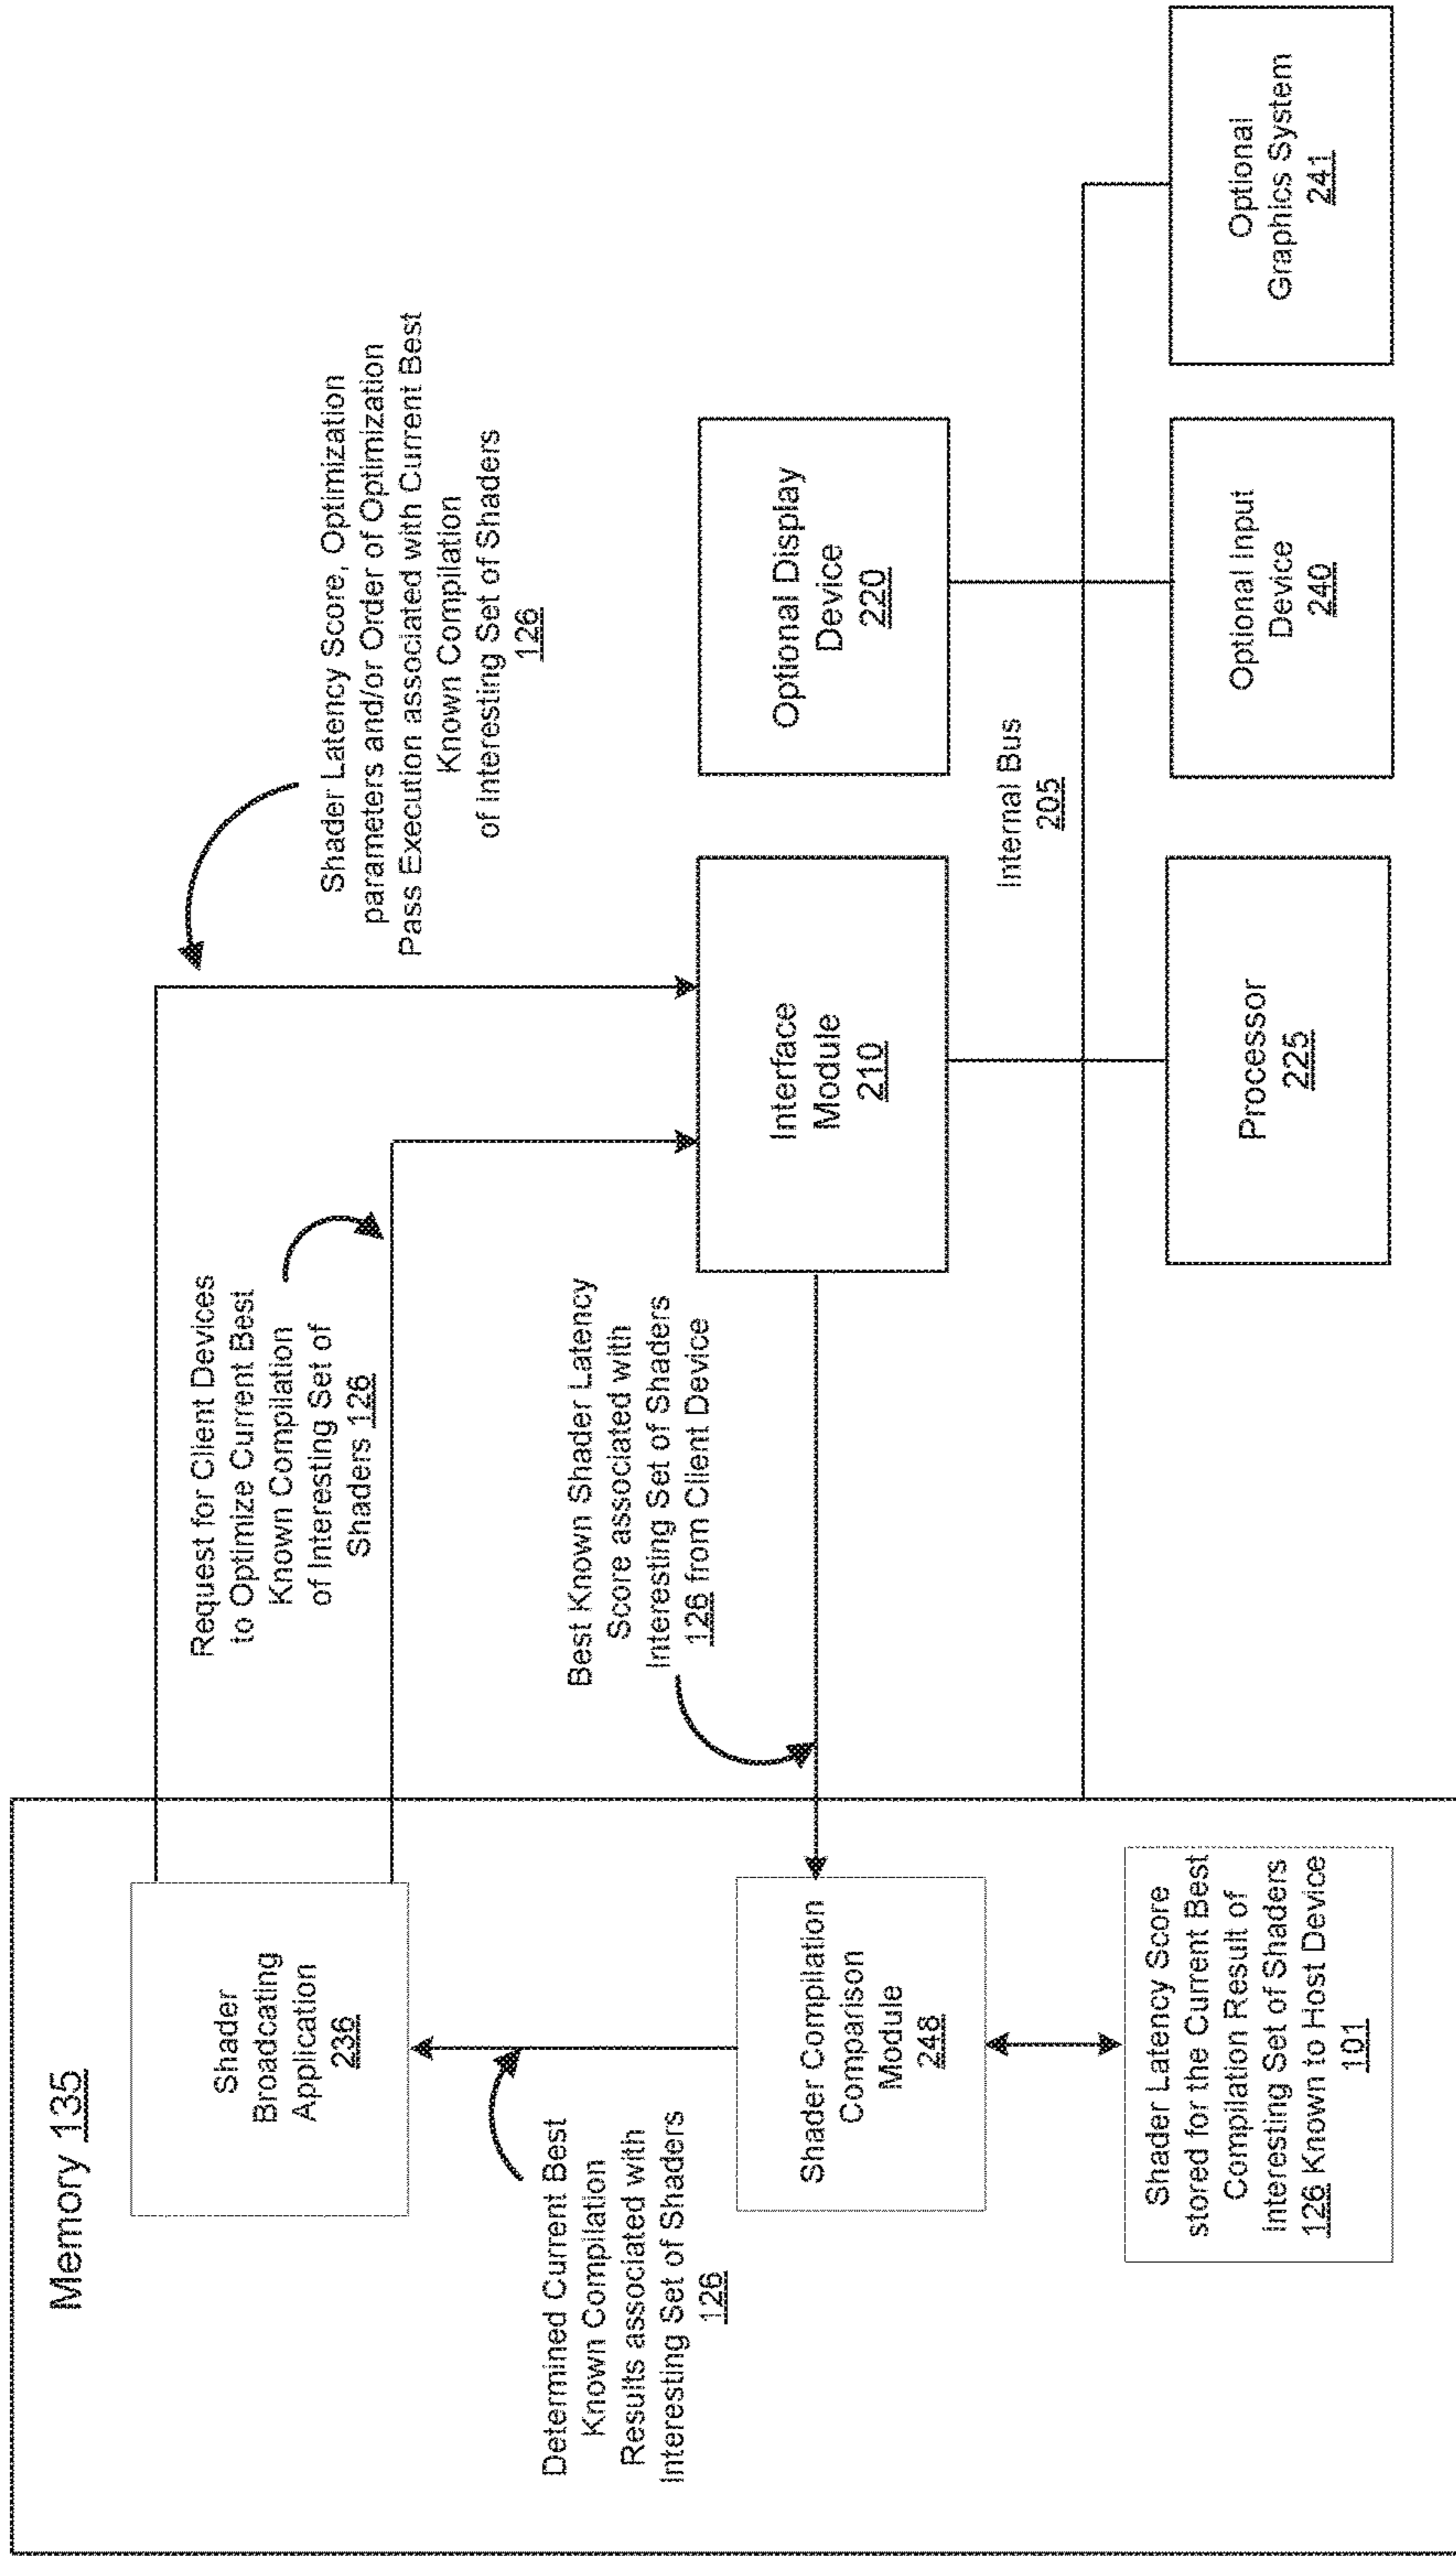 Memory 135
Shader
Broadcating
Application
236
Determined Current Best
Known Compilation
Results associated with
Interesting Set of Shaders
126
Shader Compilation
Comparison
Module
248
Shader Latency Score
stored for the Current Best
Compilation Result of
Interesting Set of Shaders
126 Known to Host Device
101
Request for Client Devices
to Optimize Current Best
Known Compilation
of Interesting Set of
Shaders 126
Best Known Shader Latency
Score associated with
Interesting Set of Shaders
126 from Client Device
Shader Latency Score, Optimization
parameters and/or Order of Optimization
Pass Execution associated with Current Best
Known Compilation
of Interesting Set of Shaders
126
Interface
Module
210
Optional Display
Device
220
Internal Bus
205
Processor
225
Optional Input
Device
240
Optional
Graphics System
241